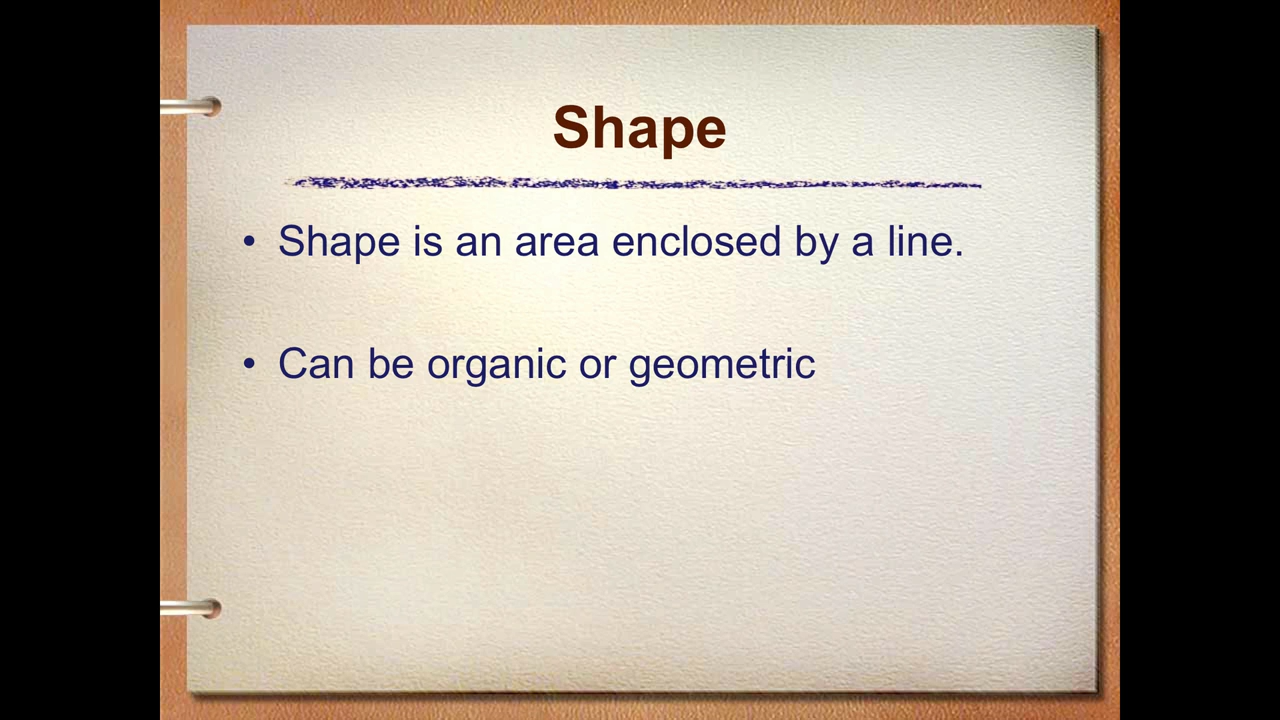 Shape
• Shape is an area enclosed by a line.
• Can be organic or geometric